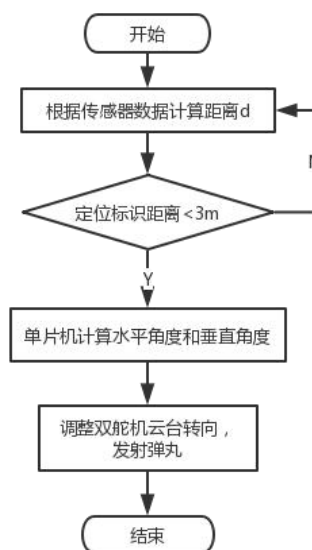 开始
根据传感器数据计算距离d
定位标识距离<3m
Y
单片机计算水平角度和垂直角度
调整双舵机云台转向，
发射弹丸
结束